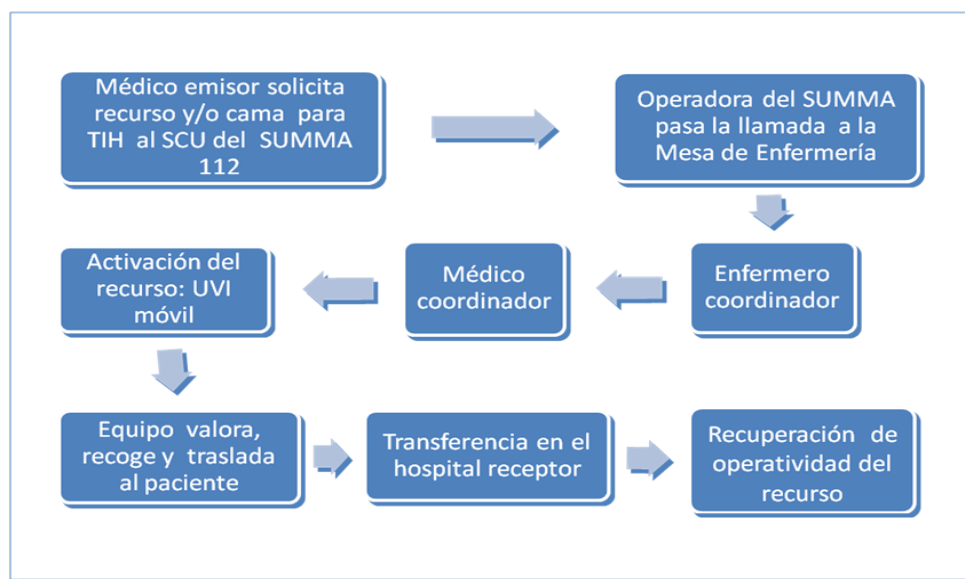 Médico emisor solicita
recurso y/o cama para
TIH al SCU del SUMMA
112
Operadora del SUMMA
pasa la llamada a la
Mesa de Enfermería
Enfermero
coordinador
Médico
coordinador
Activación del
recurso: UVI
móvil
Equipo valora,
recoge y traslada
al paciente
Transferencia en el
hospital receptor
Recuperación de
operatividad del
recurso